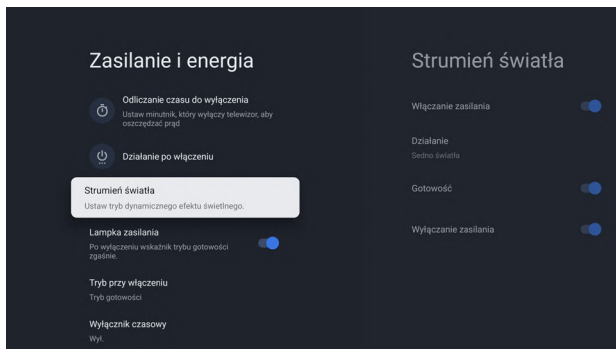 Zasilanie i energia
Odliczanie czasu do wyłączenia
Ustaw minutnik, który wyłączy telewizor, aby
oszczędzać prąd
Działanie po włączeniu
Strumień światła
Ustaw tryb dynamicznego efektu świetlnego.
Lampka zasilania
Po wyłączeniu wskaźnik trybu gotowości
zgaśnie.
Tryb przy włączeniu
Tryb gotowości
Wyłącznik czasowy
Wył.
Strumień światła
Włączanie zasilania
Działanie
Sedno światła
Gotowość
Wyłączanie zasilania